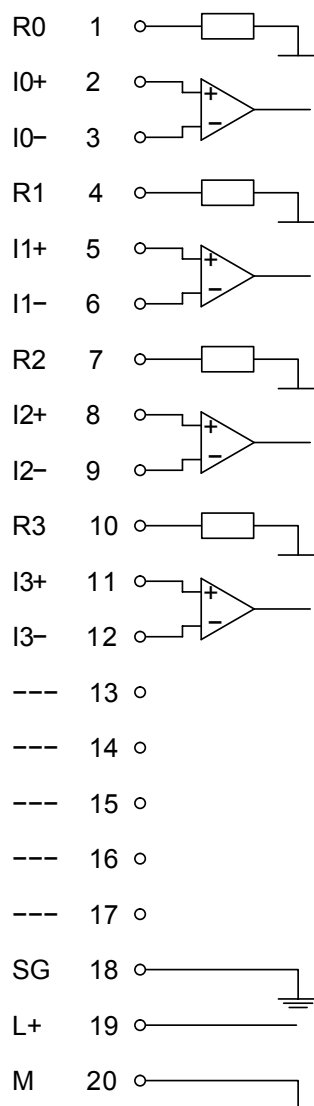 R0 1
I0+ 2
+
−
I0− 3
R1 4
I1+ 5
+
−
I1− 6
R2 7
I2+ 8
+
−
I2− 9
R3 10
I3+ 11
+
−
I3− 12
--- 13
--- 14
--- 15
--- 16
--- 17
SG 18
L+ 19
M 20